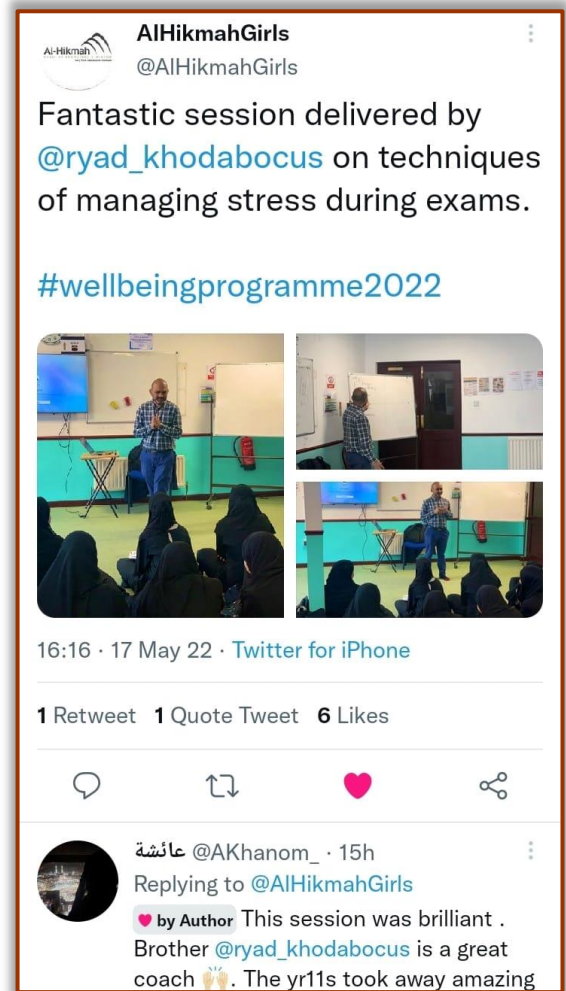 Al-Hikmah
AlHikmahGirls
@AlHikmahGirls
Fantastic session delivered by
@ryad_khodabocus on techniques
of managing stress during exams.
#wellbeingprogramme2022
16:16 · 17 May 22 · Twitter for iPhone
1 Retweet 1 Quote Tweet 6 Likes
عائشة @AKhanom_ · 15h
Replying to @AlHikmahGirls
by Author This session was brilliant .
Brother @ryad_khodabocus is a great
coach 🙌🏼. The yr11s took away amazing